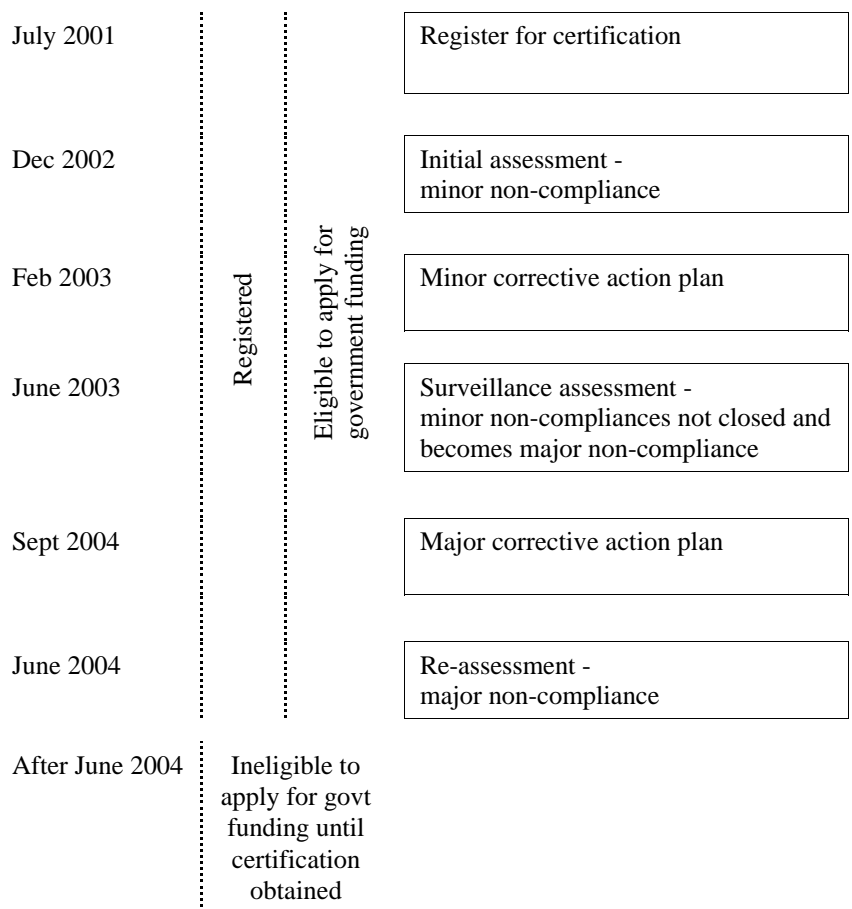 July 2001
Register for certification
Dec 2002
Initial assessment -
minor non-compliance
Feb 2003
Minor corrective action plan
Registered
Eligible to apply for
government funding
June 2003
Surveillance assessment -
minor non-compliances not closed and
becomes major non-compliance
Sept 2004
Major corrective action plan
June 2004
Re-assessment -
major non-compliance
After June 2004
Ineligible to
apply for govt
funding until
certification
obtained